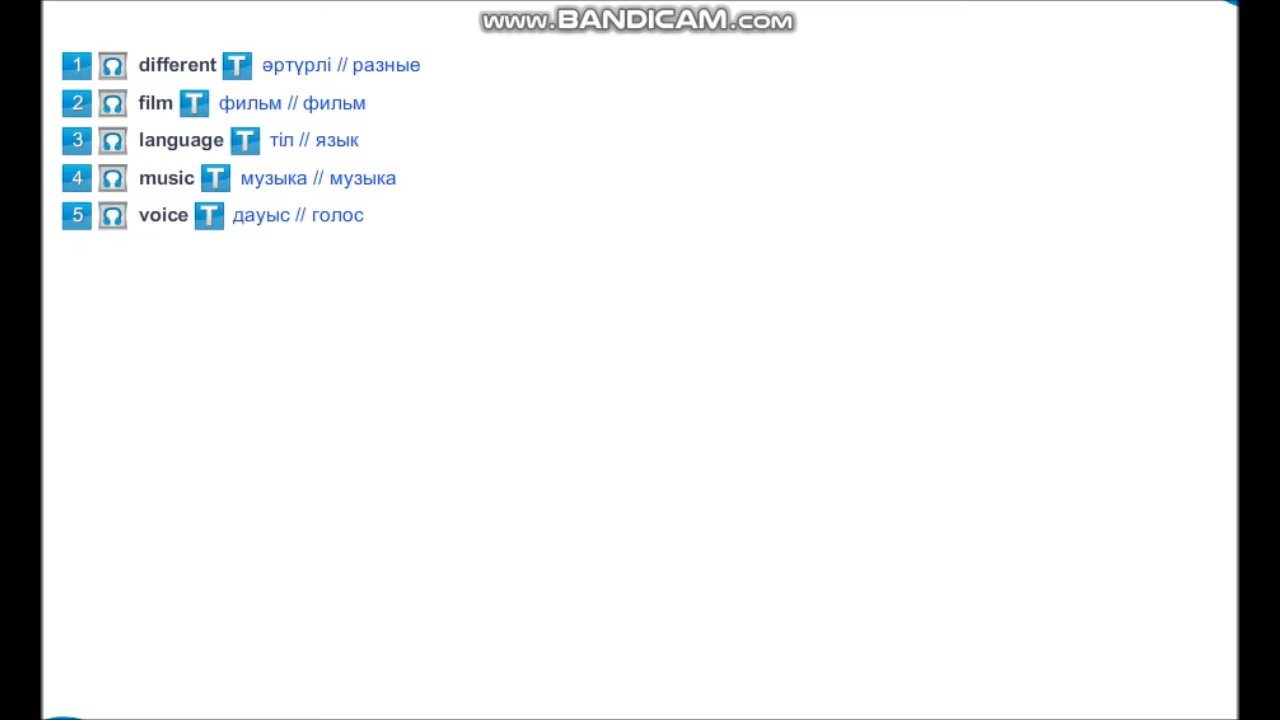 www.BANDICAM.com
1 different T әртүрлі // разные
2 film T фильм // фильм
3 language T тіл // язык
4 music T музыка // музыка
5 voice T дауыс // голос